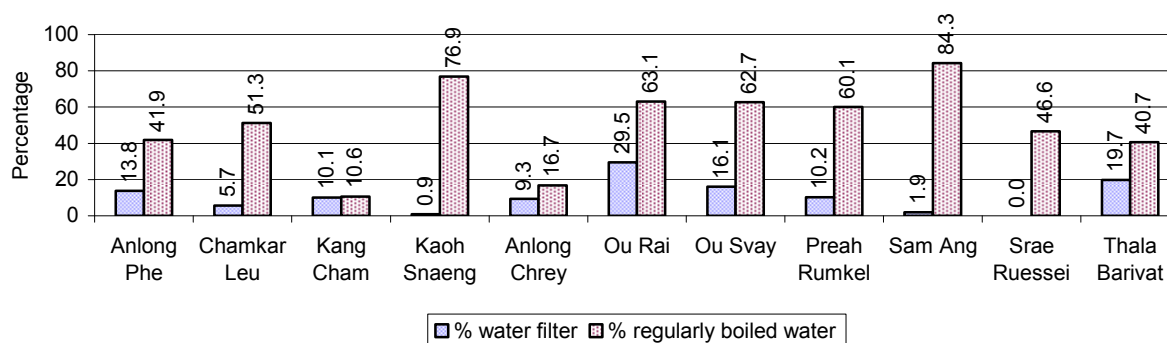 Percentage
100
80
60
40
20
0
13.8
41.9
5.7
51.3
10.1
10.6
0.9
76.9
9.3
16.7
29.5
63.1
16.1
62.7
10.2
60.1
1.9
84.3
0.0
46.6
19.7
40.7
Anlong
Phe
Chamkar
Leu
Kang
Cham
Kaoh
Snaeng
Anlong
Chrey
Ou Rai
Ou Svay
Preah
Rumkel
Sam Ang
Srae
Ruessei
Thala
Barivat
% water filter
% regularly boiled water